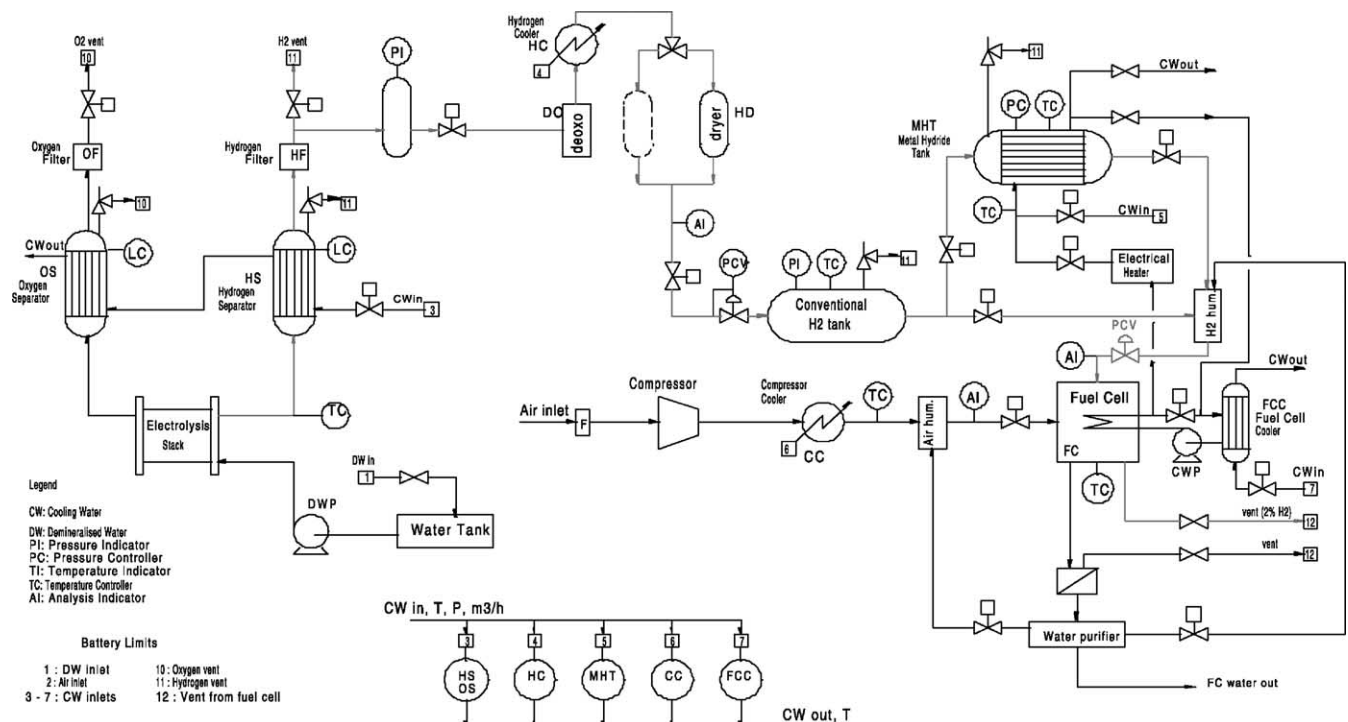 O2 vent
10
H2 vent
11
PI
Hydrogen
Cooler
HC
4
DO
deoxo
dryer
HD
11
CWout
PC
TC
MHT
Metal Hydride
Tank
Oxygen
Filter
OF
Hydrogen
Filter
HF
10
11
CWout
OS
Oxygen
Separator
LC
HS
Hydrogen
Separator
LC
CWin
3
AI
PCV
PI
TC
11
Conventional
H2 tank
TC
CWin
5
Electrical
Heater
H2 hum.
PCV
AI
Electrolysis
Stack
TC
Air inlet
F
Compressor
Compressor
Cooler
6
CC
TC
Air hum.
AI
Fuel Cell
FC
TC
CWP
CWout
FCC
Fuel Cell
Cooler
CWin
7
vent (2% H2)
12
vent
12
DW in
1
DWP
Water Tank
Water purifier
FC water out
Legend
CW: Cooling Water
DW: Demineralised Water
PI: Pressure Indicator
PC: Pressure Controller
TI: Temperature Indicator
TC: Temperature Controller
AI: Analysis Indicator
Battery Limits
1 : DW inlet
2 : Air inlet
3 - 7 : CW inlets
10 : Oxygen vent
11 : Hydrogen vent
12 : Vent from fuel cell
CW in, T, P, m3/h
3
4
5
6
7
HS
OS
HC
MHT
CC
FCC
CW out, T